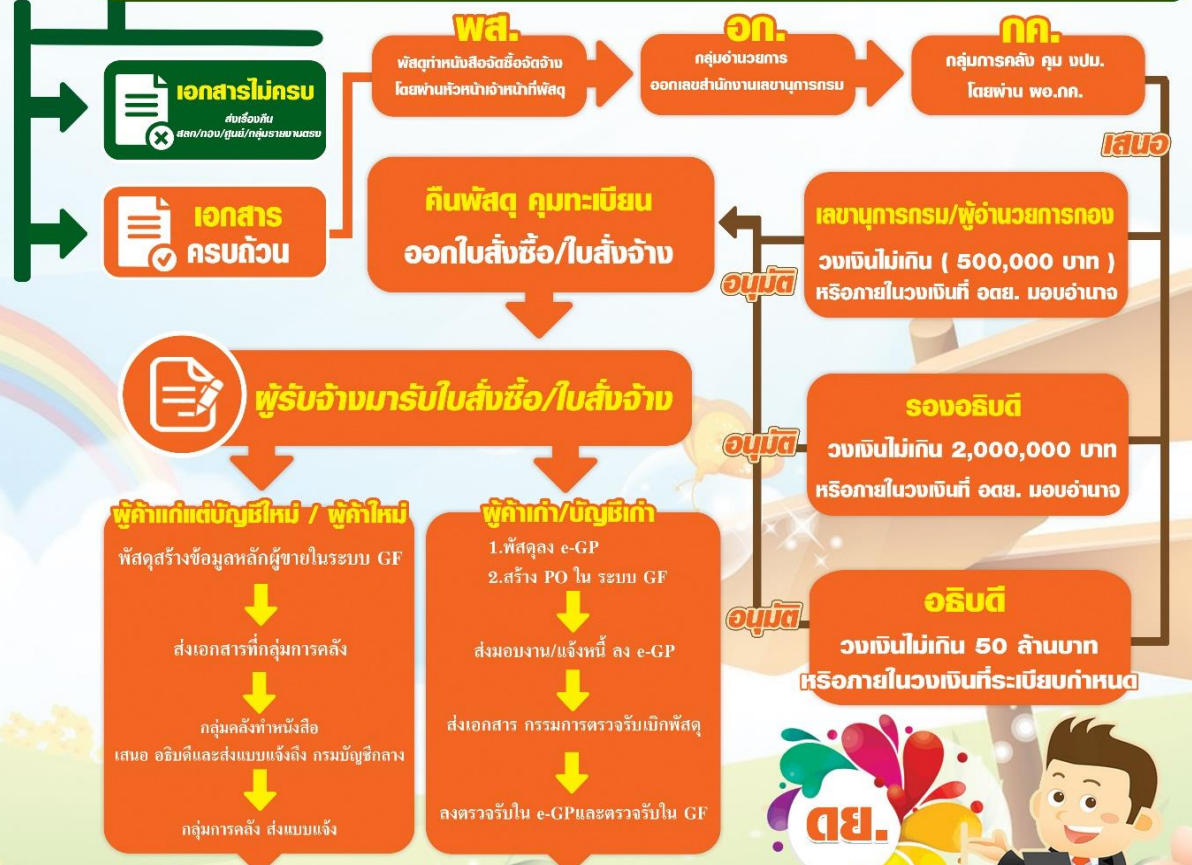 พส.
พัสดุทำหนังสือจัดซื้อจัดจ้าง
โดยผ่านหัวหน้าเจ้าหน้าที่พัสดุ
อก.
กลุ่มอำนวยการ
ออกเลขสำนักงานเลขานุการกรม
กค.
กลุ่มการคลัง คุม งปม.
โดยผ่าน ผอ.กค.
เอกสารไม่ครบ
ส่งเรื่องคืน
สลก/กอง/ศูนย์/กลุ่มรายงานตรง
เสนอ
เอกสาร
ครบถ้วน
คืนพัสดุ คุมทะเบียน
ออกใบสั่งซื้อ/ใบสั่งจ้าง
เลขานุการกรม/ผู้อำนวยการกอง
วงเงินไม่เกิน ( 500,000 บาท )
หรือภายในวงเงินที่ อดย. มอบอำนาจ
อนุมัติ
ผู้รับจ้างมารับใบสั่งซื้อ/ใบสั่งจ้าง
รองอธิบดี
วงเงินไม่เกิน 2,000,000 บาท
หรือภายในวงเงินที่ อดย. มอบอำนาจ
อนุมัติ
อธิบดี
วงเงินไม่เกิน 50 ล้านบาท
หรือภายในวงเงินที่ระเบียบกำหนด
อนุมัติ
ผู้ค้าเก่าแต่บัญชีใหม่ / ผู้ค้าใหม่
พัสดุสร้างข้อมูลหลักผู้ขายในระบบ GF
ส่งเอกสารที่กลุ่มการคลัง
กลุ่มคลังทำหนังสือ
เสนอ อธิบดีและส่งแบบแจ้งถึง กรมบัญชีกลาง
กลุ่มการคลัง ส่งแบบแจ้ง
ผู้ค้าเก่า/บัญชีเก่า
1.พัสดุลง e-GP
2.สร้าง PO ใน ระบบ GF
ส่งมอบงาน/แจ้งหนี้ ลง e-GP
ส่งเอกสาร กรรมการตรวจรับเบิกพัสดุ
ลงตรวจรับใน e-GPและตรวจรับใน GF
ดย.